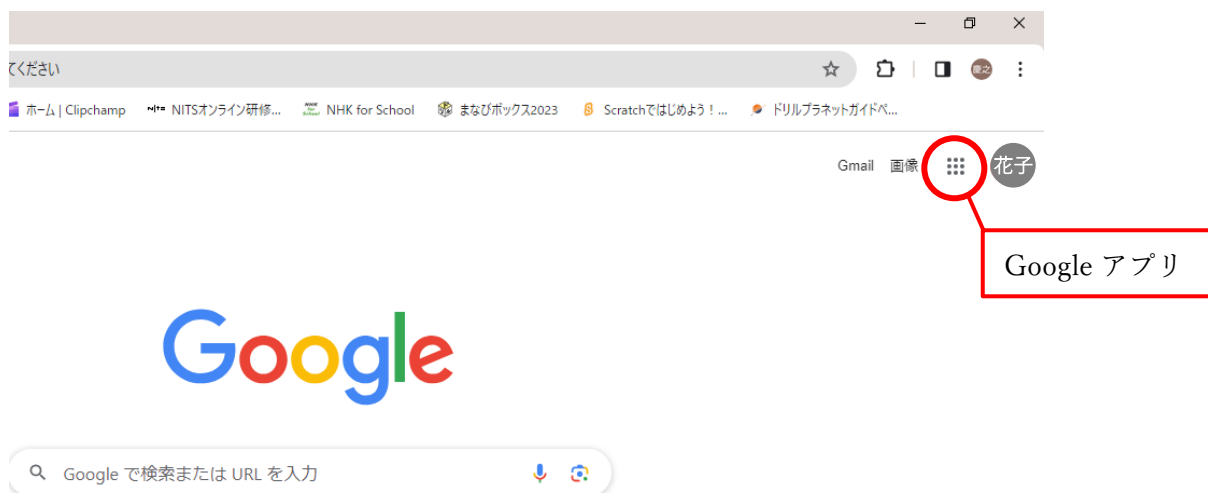 てください
慶之
ホーム | Clipchamp
NITSオンライン研修...
NHK for School
まなびボックス2023
Scratchではじめよう！...
ドリルプラネットガイドペ...
Gmail 画像
花子
Google アプリ
Google
Google で検索または URL を入力